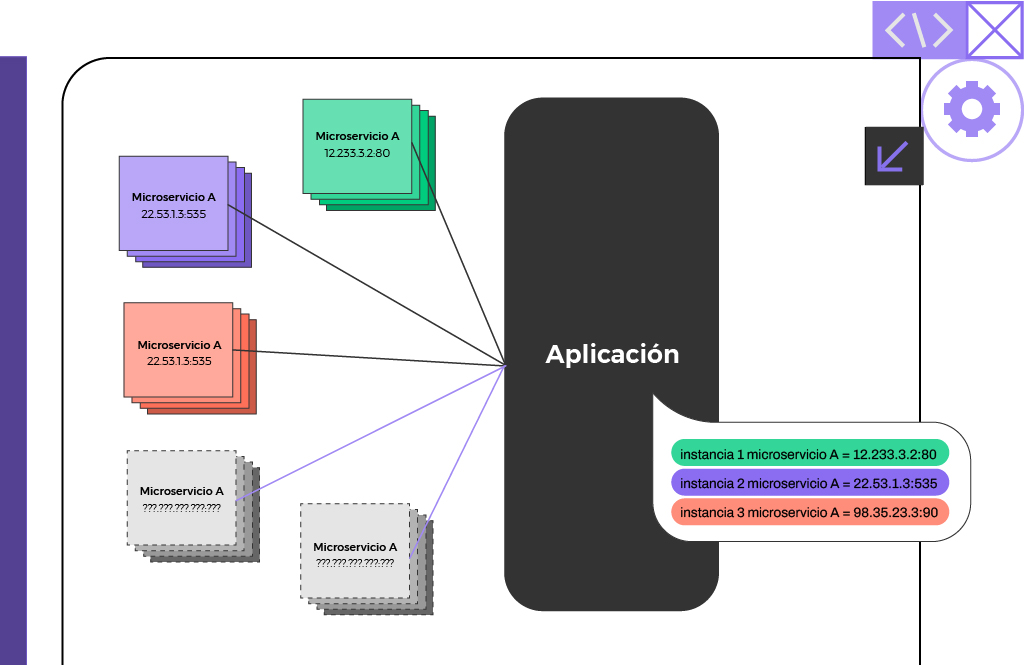 Microservicio A
12.233.3.2:80
Microservicio A
22.53.1.3:535
Microservicio A
22.53.1.3:535
Microservicio A
???.???.???.???:???
Microservicio A
???.???.???.???:???
Aplicación
instancia 1 microservicio A = 12.233.3.2:80
instancia 2 microservicio A = 22.53.1.3:535
instancia 3 microservicio A = 98.35.23.3:90